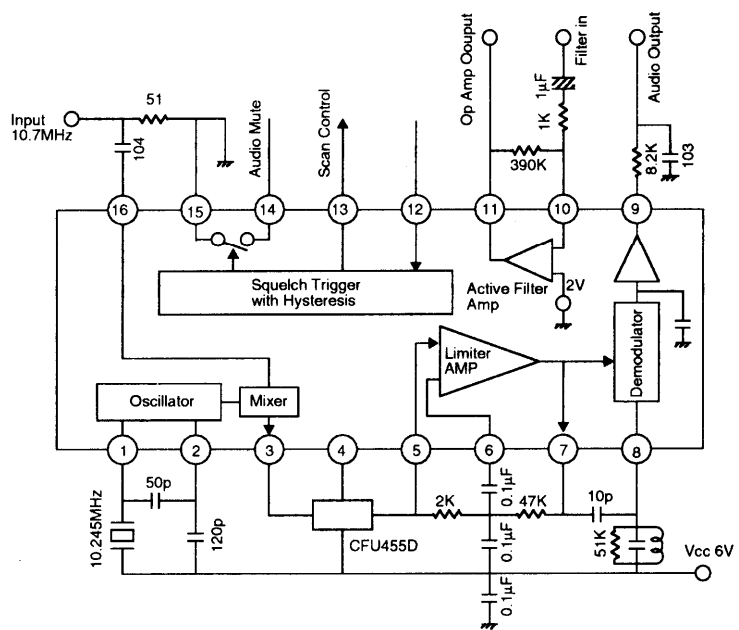 Op Amp Ooutput
Filter in
Audio Output
1µF
1K
390K
8.2K
103
Input
10.7MHz
51
104
Audio Mute
Scan Control
16
15
14
13
12
11
10
9
Squelch Trigger
with Hysteresis
Active Filter
Amp
2V
Limiter
AMP
Demodulator
Oscillator
Mixer
1
2
3
4
5
6
7
8
10.245MHz
50p
120p
CFU455D
2K
0.1µF
47K
10p
0.1µF
51K
0.1µF
Vcc 6V